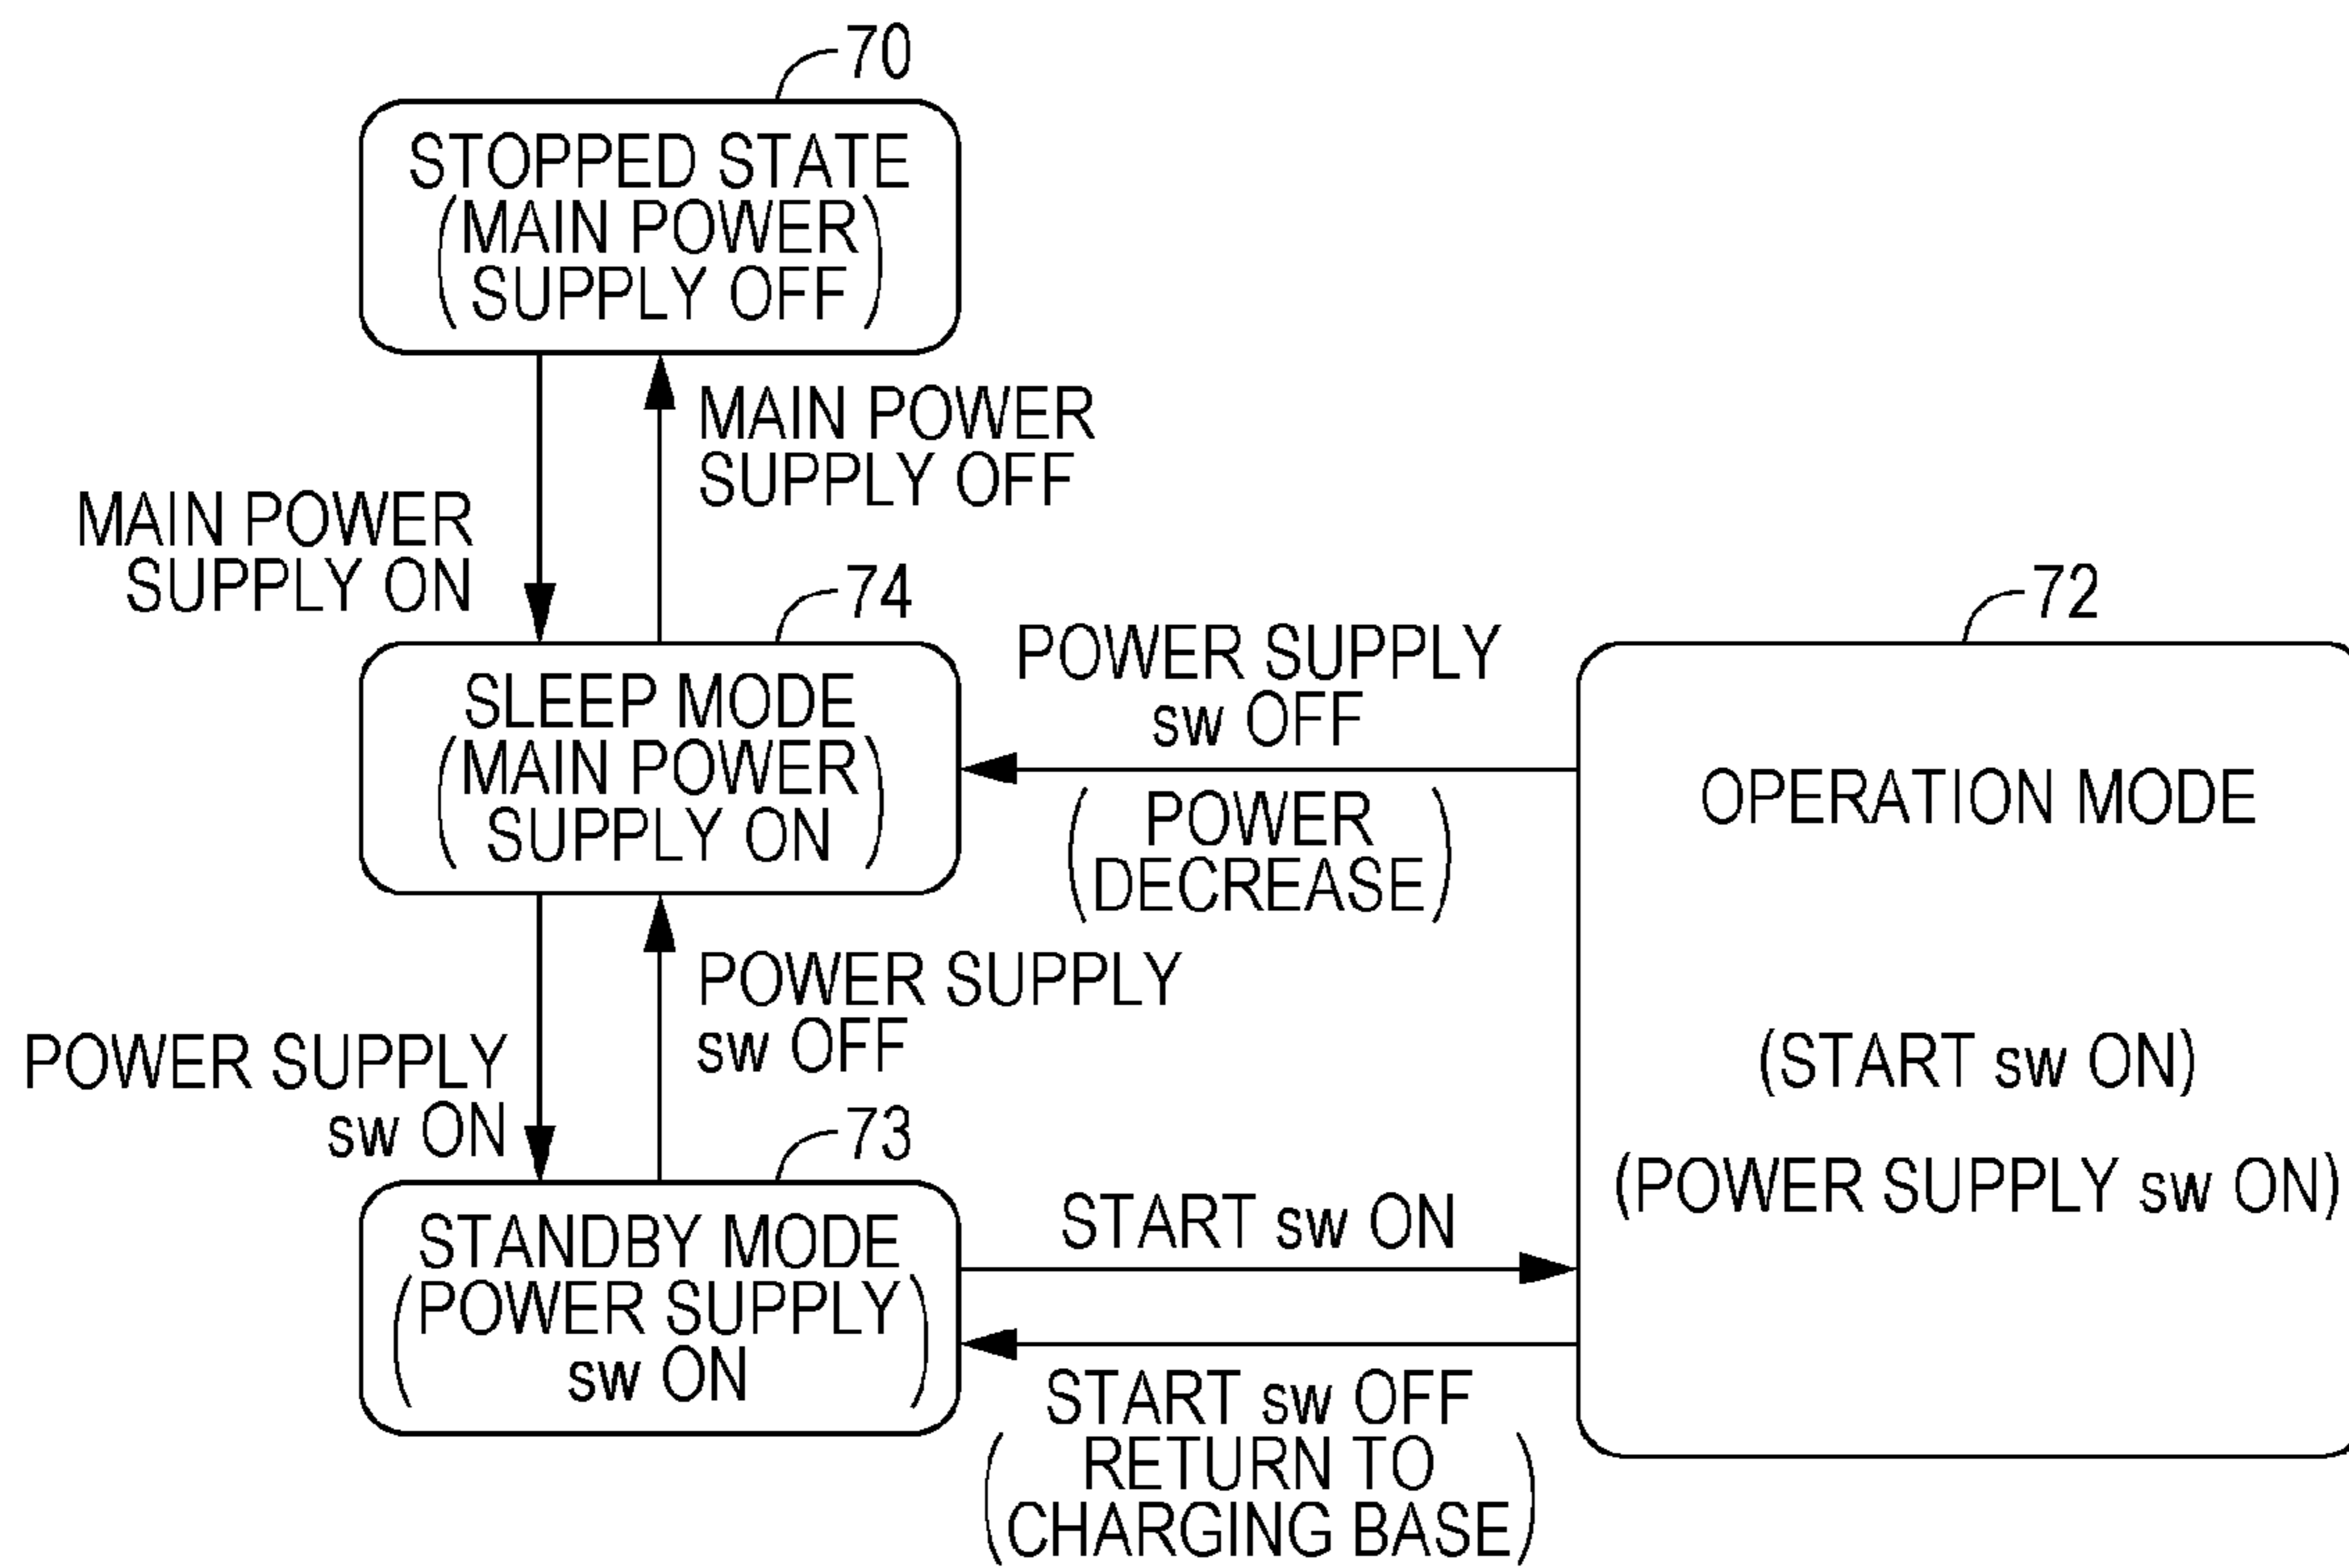 70
STOPPED STATE
(MAIN POWER
SUPPLY OFF)
MAIN POWER
SUPPLY OFF
MAIN POWER
SUPPLY ON
74
SLEEP MODE
(MAIN POWER
SUPPLY ON)
POWER SUPPLY
sw OFF
(POWER
DECREASE)
72
OPERATION MODE
(START sw ON)
(POWER SUPPLY sw ON)
POWER SUPPLY
sw OFF
POWER SUPPLY
sw ON
73
STANDBY MODE
(POWER SUPPLY
sw ON)
START sw ON
START sw OFF
(RETURN TO
CHARGING BASE)